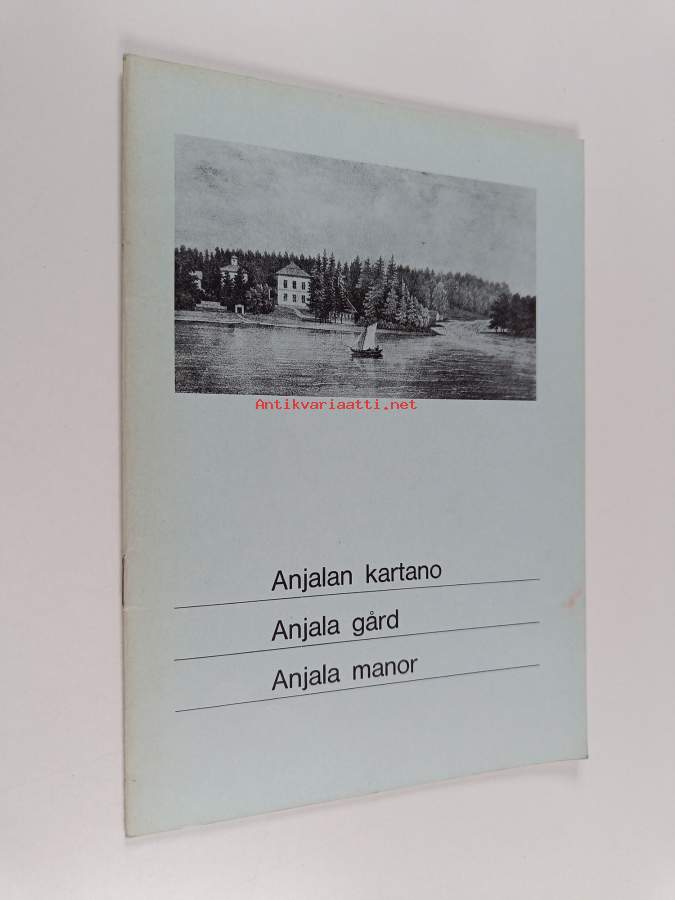 Antikvariaatti.net
Anjalan kartano
Anjala gård
Anjala manor